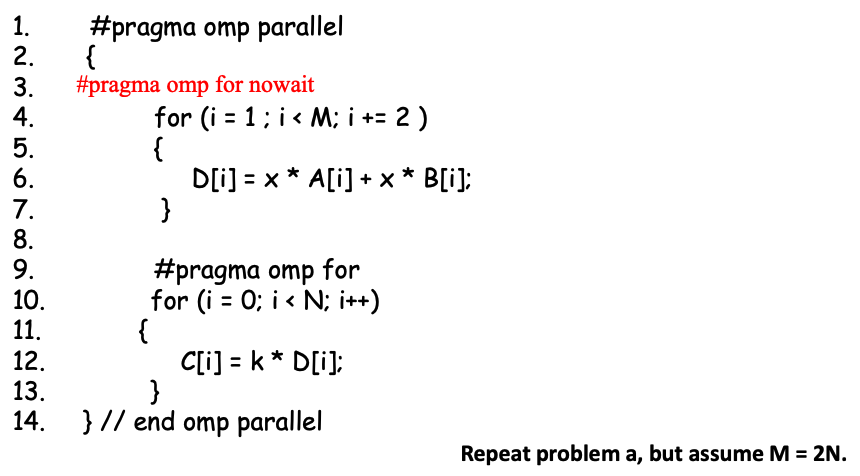 1. #pragma omp parallel
2. {
3. #pragma omp for nowait
4. for (i = 1 ; i < M; i += 2 )
5. {
6. D[i] = x * A[i] + x * B[i];
7. }
8.
9. #pragma omp for
10. for (i = 0; i < N; i++)
11. {
12. C[i] = k * D[i];
13. }
14. } // end omp parallel
Repeat problem a, but assume M = 2N.